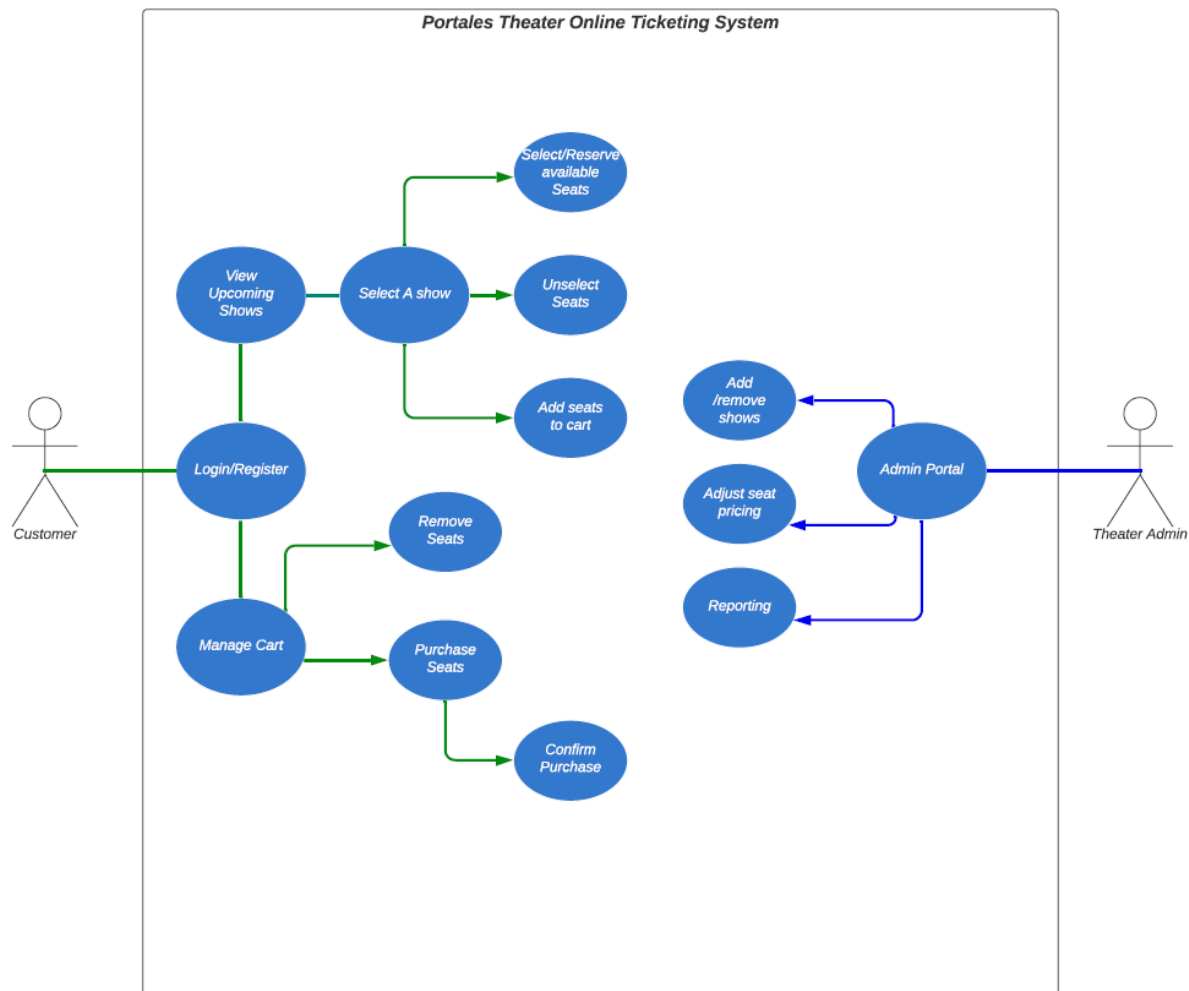 Portales Theater Online Ticketing System
Select/Reserve
available
Seats
View
Upcoming
Shows
Select A show
Unselect
Seats
Add seats
to cart
Add
/remove
shows
Login/Register
Admin Portal
Customer
Theater Admin
Adjust seat
pricing
Remove
Seats
Reporting
Manage Cart
Purchase
Seats
Confirm
Purchase